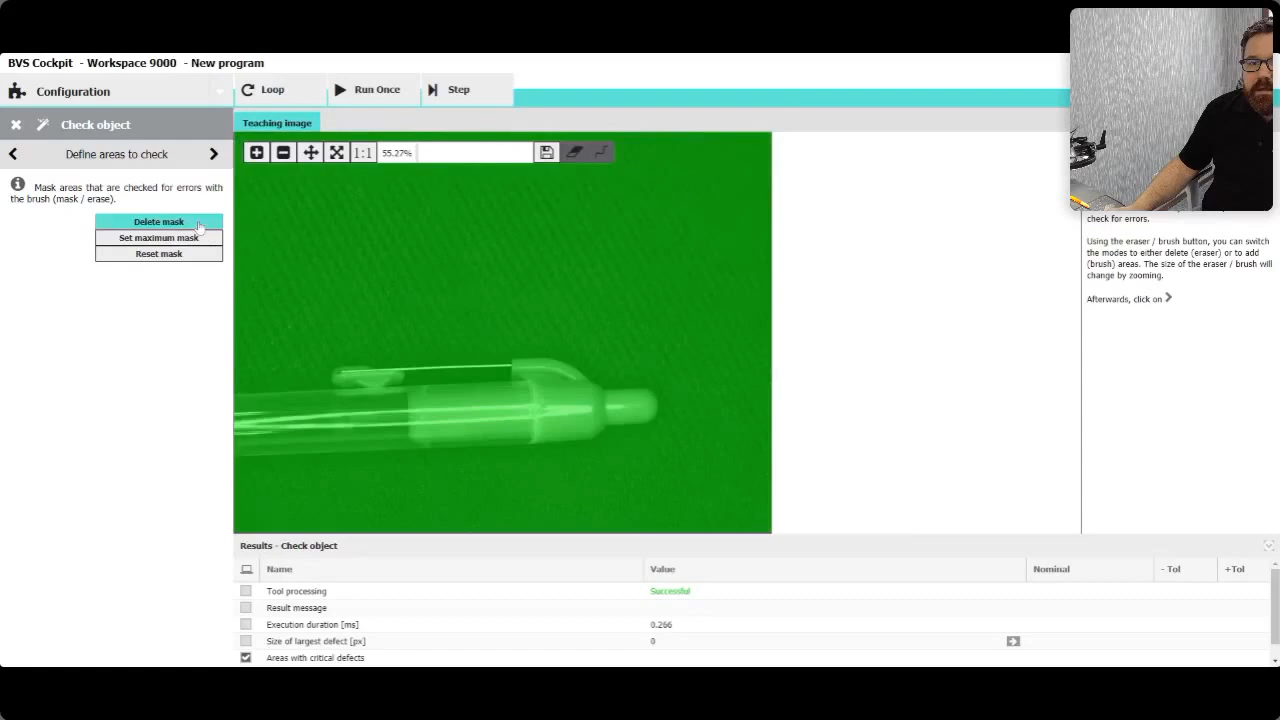 BVS Cockpit - Workspace 9000 - New program
Configuration
Loop
Run Once
Step
Check object
Teaching image
Define areas to check
55.27%
1:1
Mask areas that are checked for errors with
the brush (mask / erase).
Delete mask
Set maximum mask
Reset mask
check for errors.
Using the eraser / brush button, you can switch
the modes to either delete (eraser) or to add
(brush) areas. The size of the eraser / brush will
change by zooming.
Afterwards, click on
Results - Check object
Name
Value
Nominal
- Tol
+Tol
Tool processing
Successful
Result message
Execution duration [ms]
0.266
Size of largest defect [px]
0
Areas with critical defects